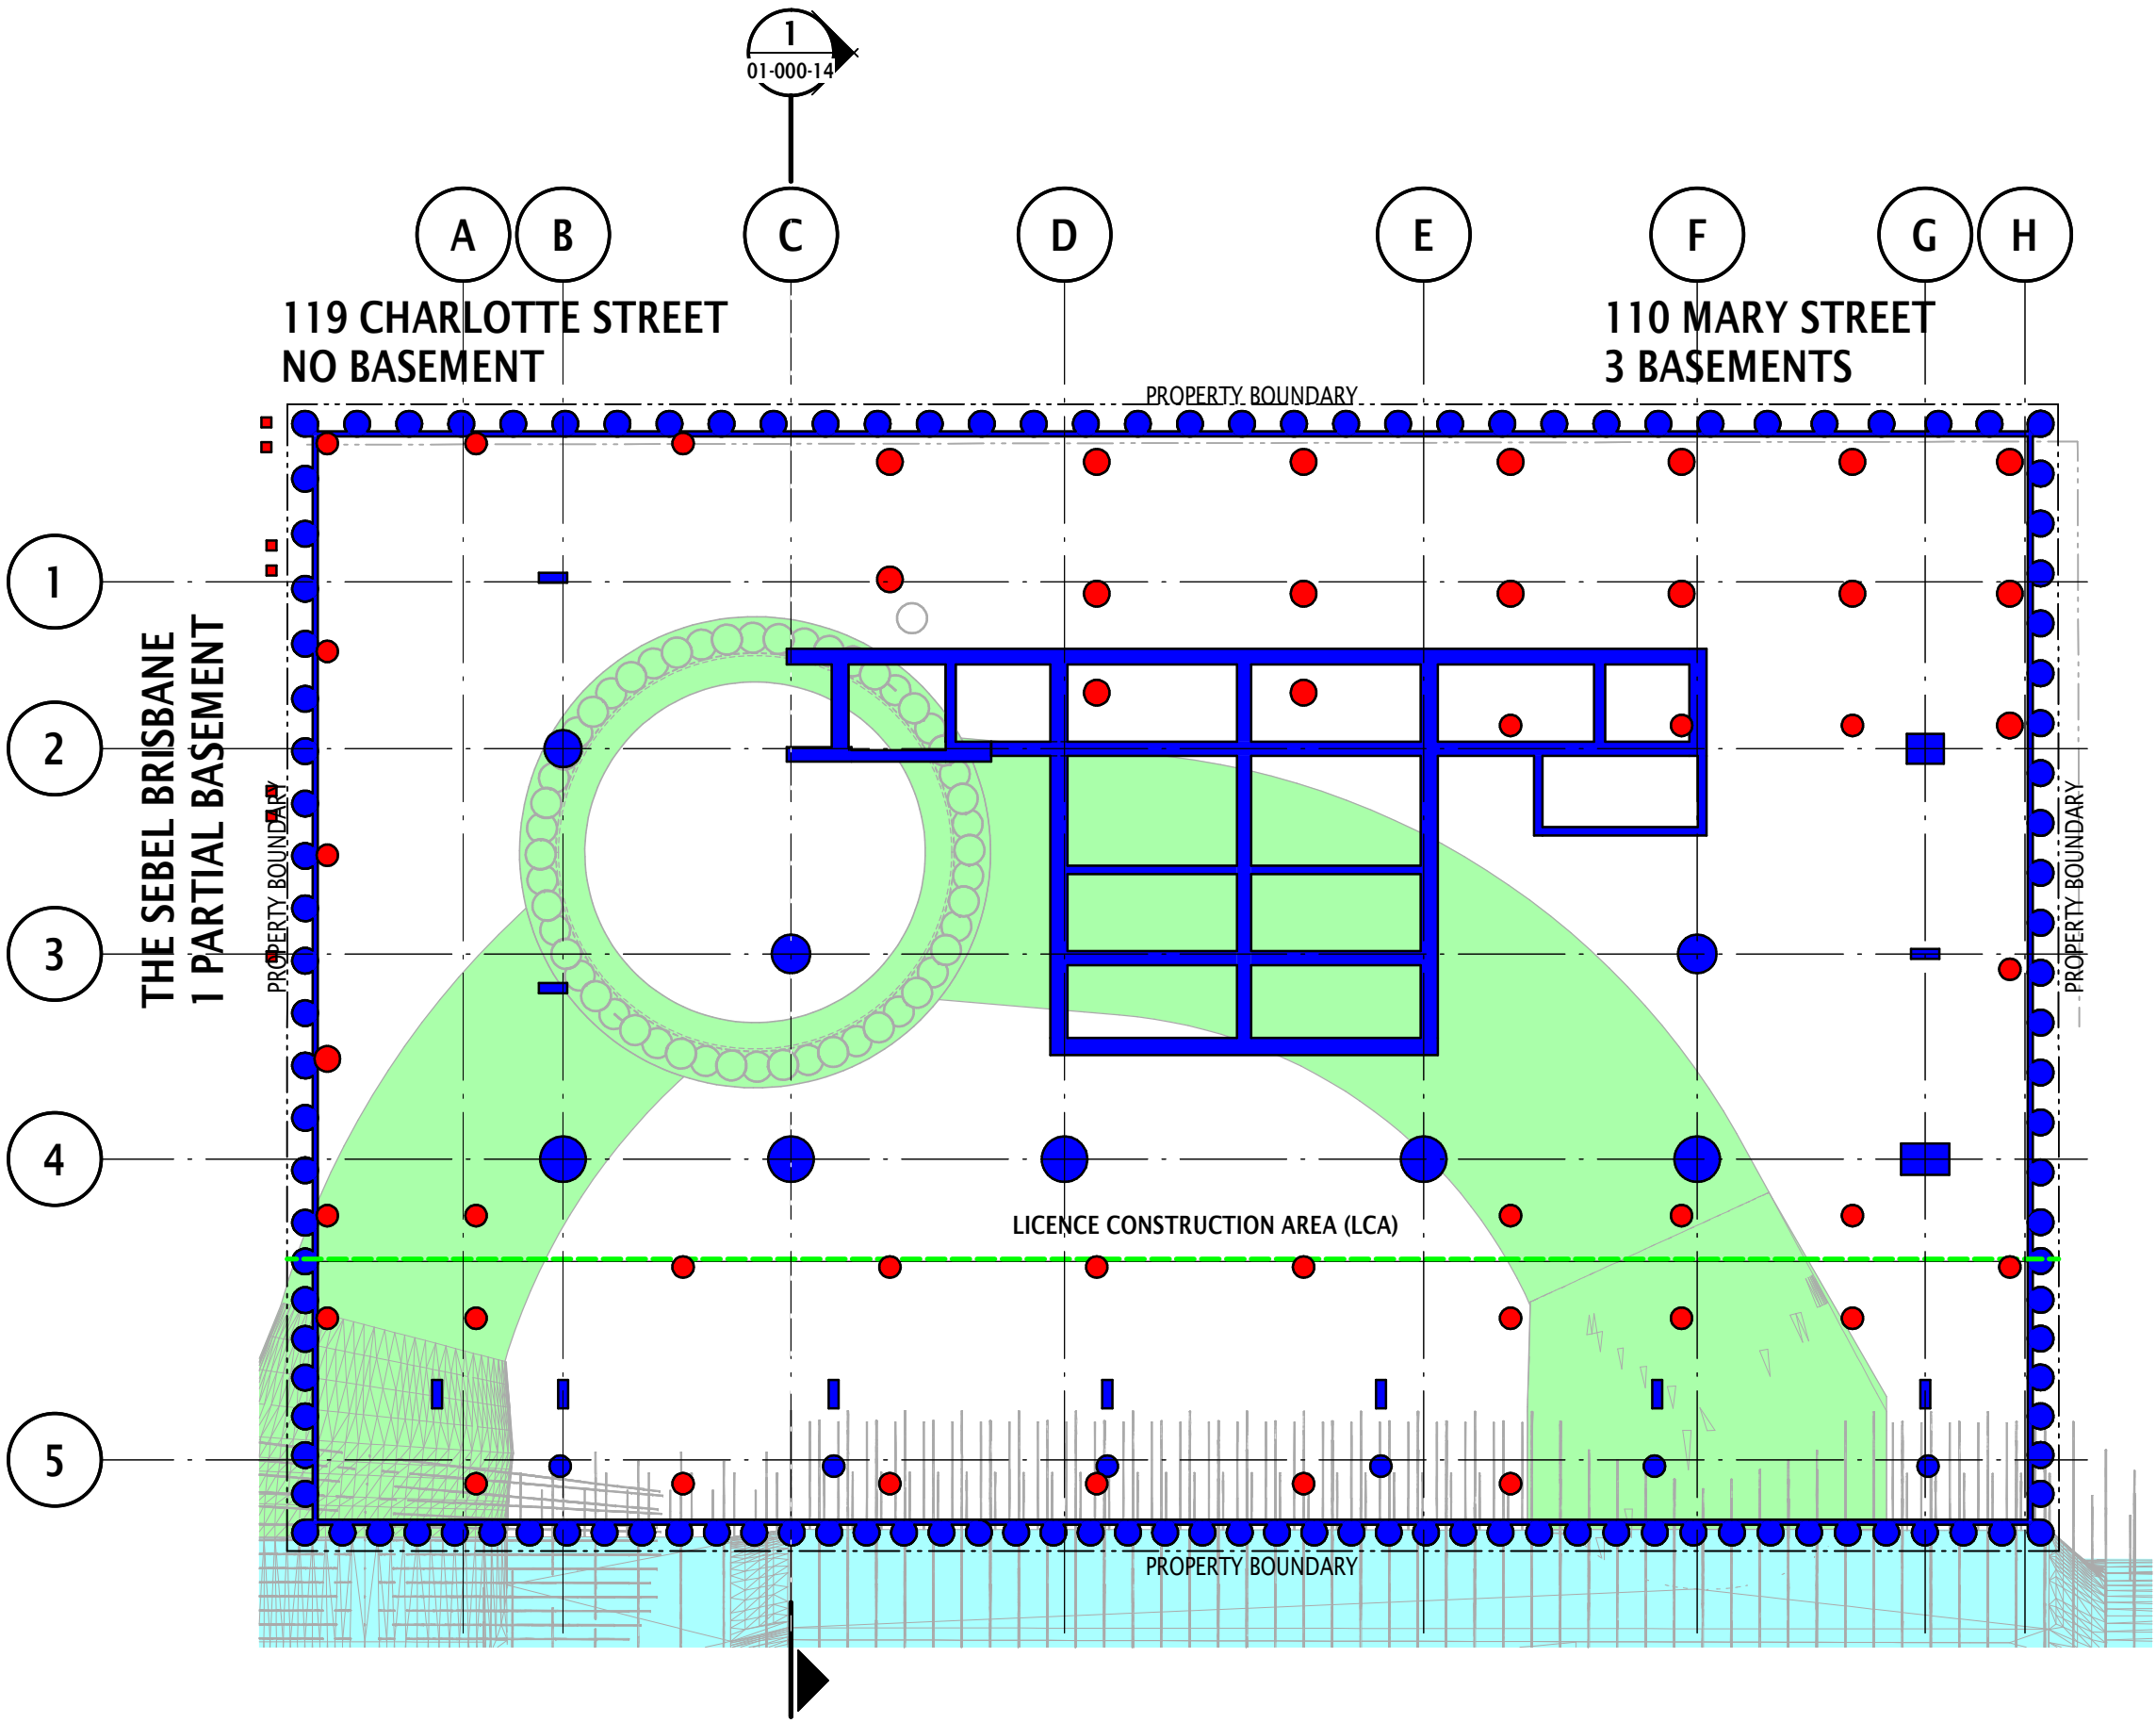 1
01-000-14
A B C D E F G H
119 CHARLOTTE STREET
NO BASEMENT
110 MARY STREET
3 BASEMENTS
PROPERTY BOUNDARY
1
2
3
4
5
THE SEBEL BRISBANE
1 PARTIAL BASEMENT
PROPERTY BOUNDARY
PROPERTY BOUNDARY
LICENCE CONSTRUCTION AREA (LCA)
PROPERTY BOUNDARY